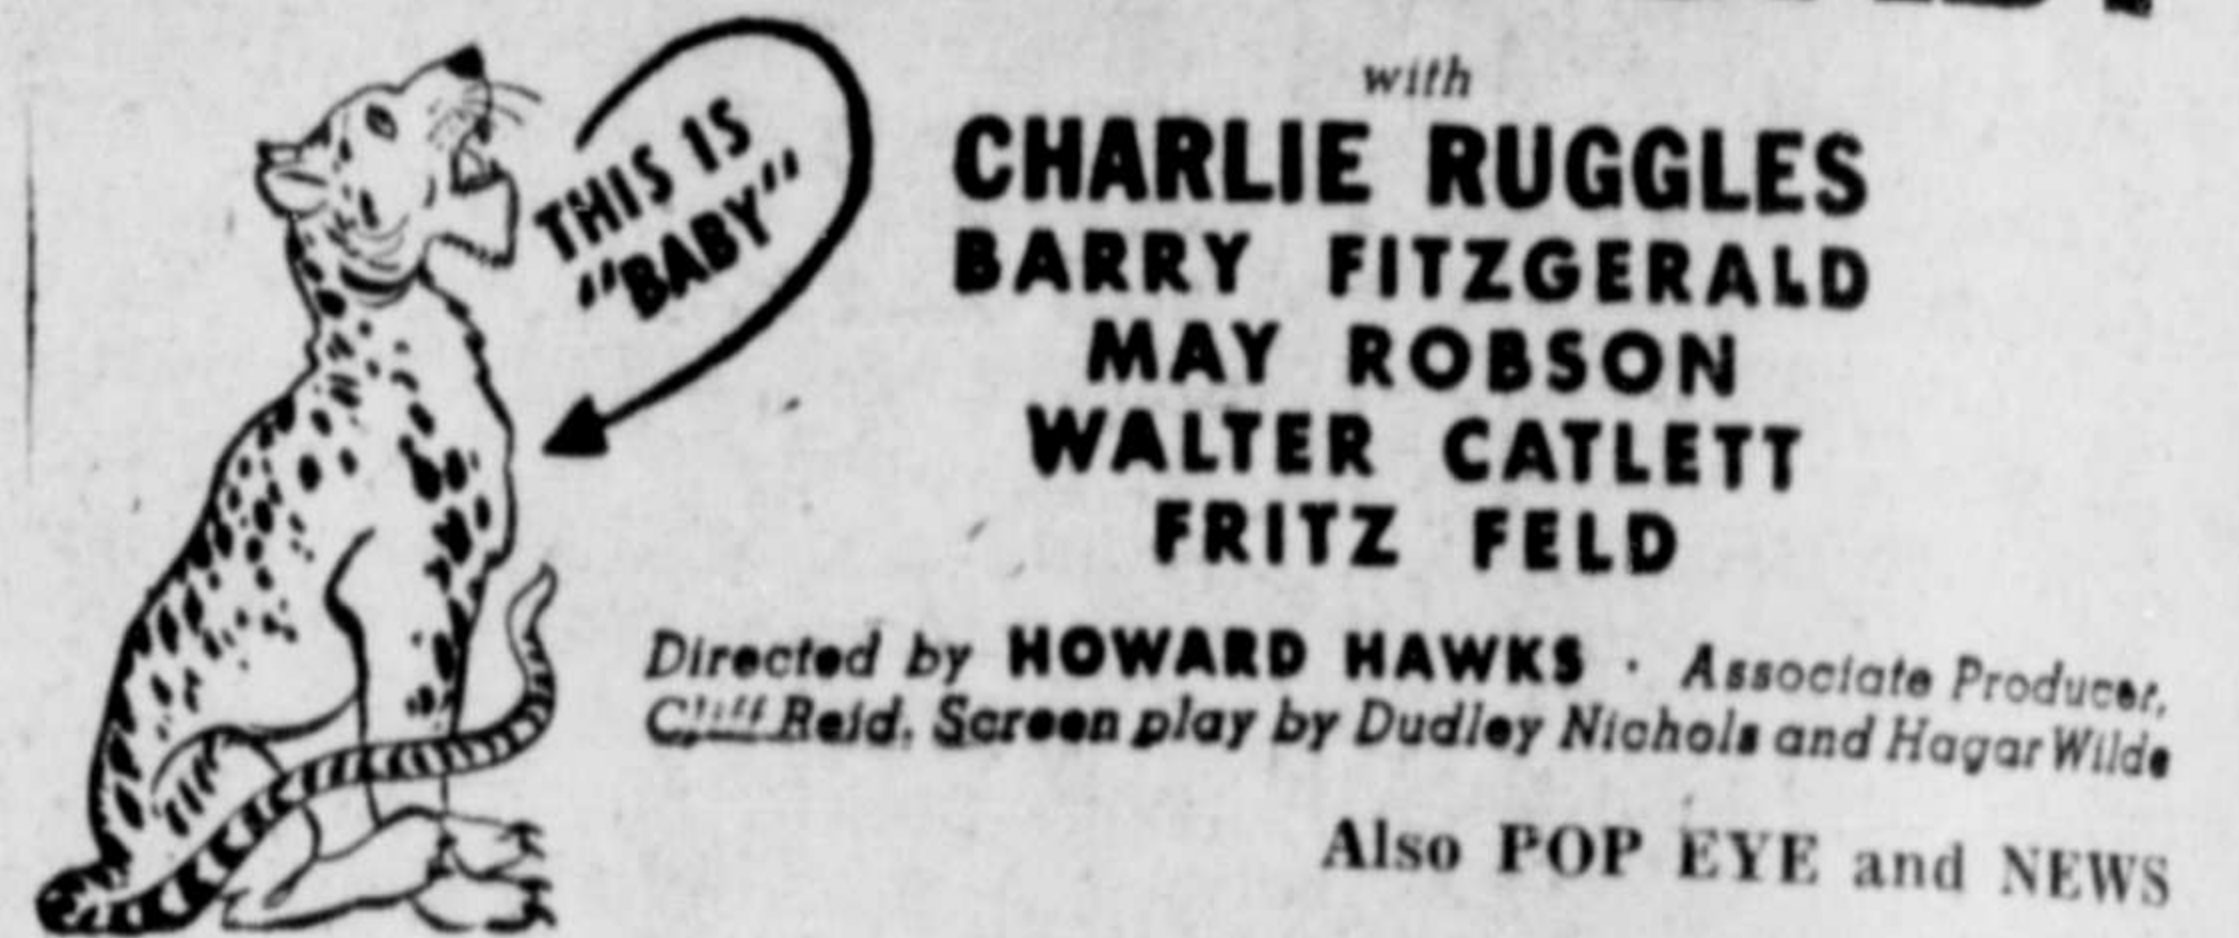 THIS IS
"BABY"
with
CHARLIE RUGGLES
BARRY FITZGERALD
MAY ROBSON
WALTER CATLETT
FRITZ FELD
Directed by HOWARD HAWKS · Associate Producer,
Cliff Reid. Screen play by Dudley Nichols and Hagar Wilde
Also POP EYE and NEWS